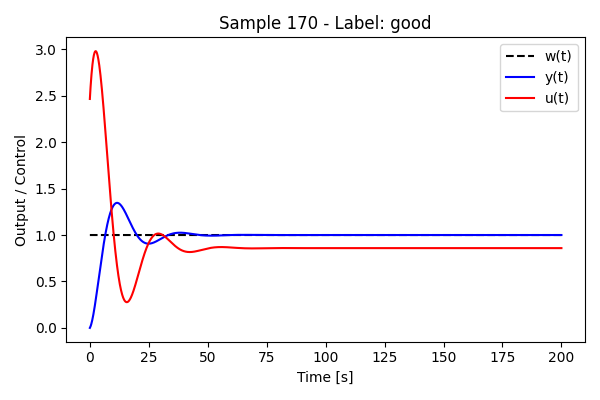 Sample 170 - Label: good
3.0
2.5
2.0
1.5
1.0
0.5
0.0
Output / Control
w(t)
y(t)
u(t)
0 25 50 75 100 125 150 175 200
Time [s]